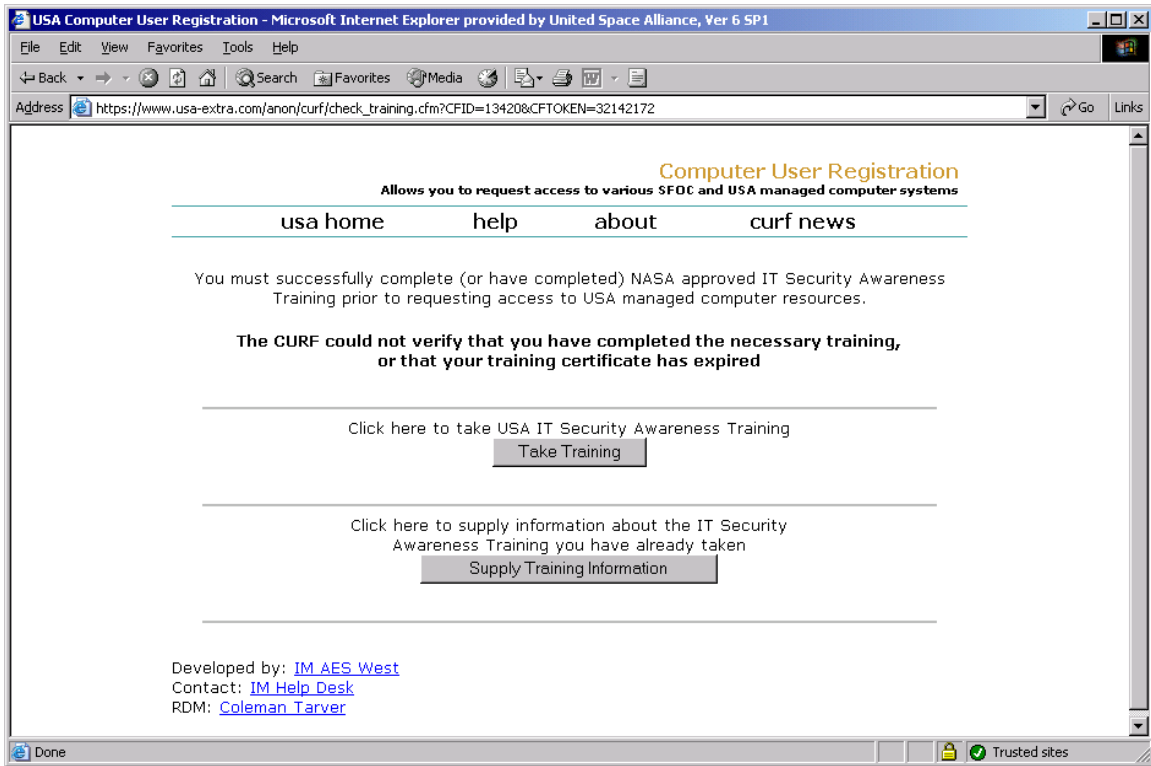 USA Computer User Registration - Microsoft Internet Explorer provided by United Space Alliance, Ver 6 SP1
File Edit View Favorites Tools Help
Back Search Favorites Media
Address https://www.usa-extra.com/anon/curf/check_training.cfm?CFID=13420&CFTOKEN=32142172 Go Links
Computer User Registration
Allows you to request access to various SFOC and USA managed computer systems
usa home help about curf news
You must successfully complete (or have completed) NASA approved IT Security Awareness
Training prior to requesting access to USA managed computer resources.
The CURF could not verify that you have completed the necessary training,
or that your training certificate has expired
Click here to take USA IT Security Awareness Training
Take Training
Click here to supply information about the IT Security
Awareness Training you have already taken
Supply Training Information
Developed by: IM AES West
Contact: IM Help Desk
RDM: Coleman Tarver
Done Trusted sites